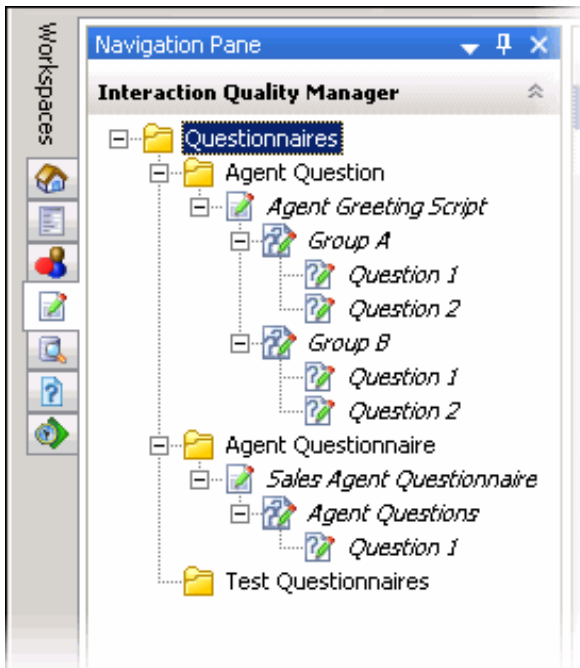 Workspaces
Navigation Pane
Interaction Quality Manager
Questionnaires
Agent Question
Agent Greeting Script
Group A
Question 1
Question 2
Group B
Question 1
Question 2
Agent Questionnaire
Sales Agent Questionnaire
Agent Questions
Question 1
Test Questionnaires